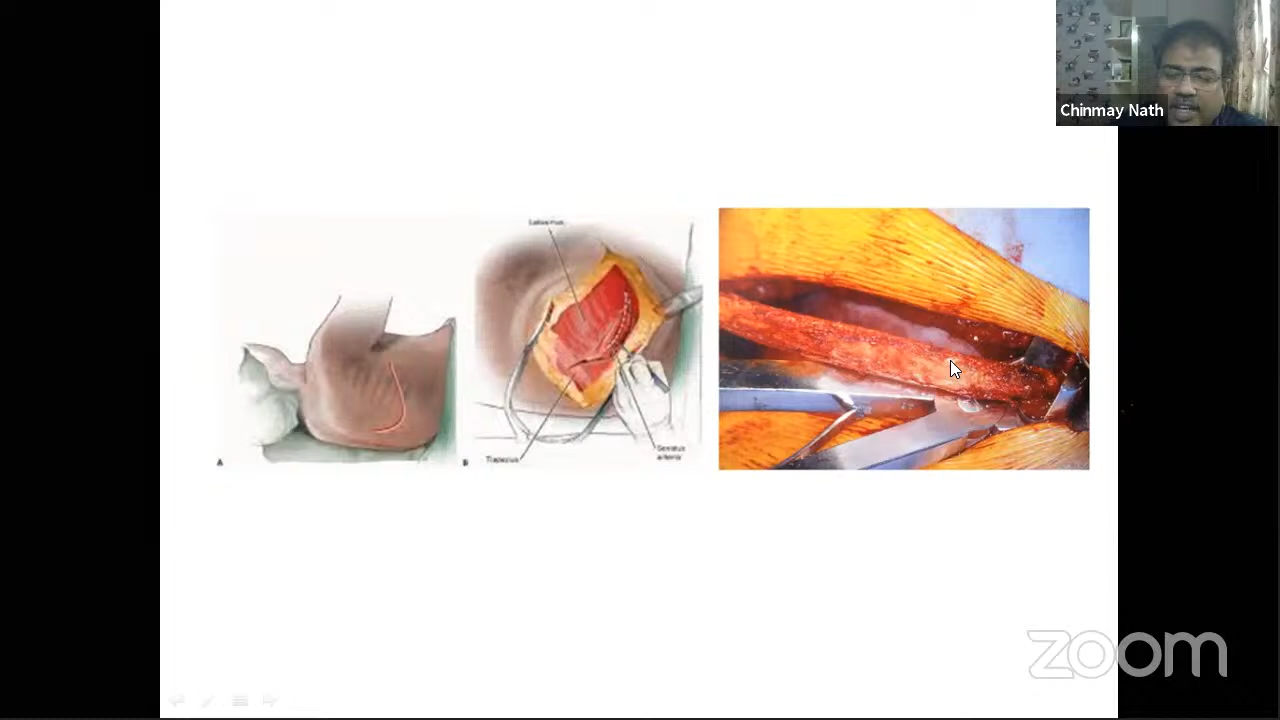 Chinmay Nath
Latissimus
A
B
Trapezius
Serratus
anterior
zoom